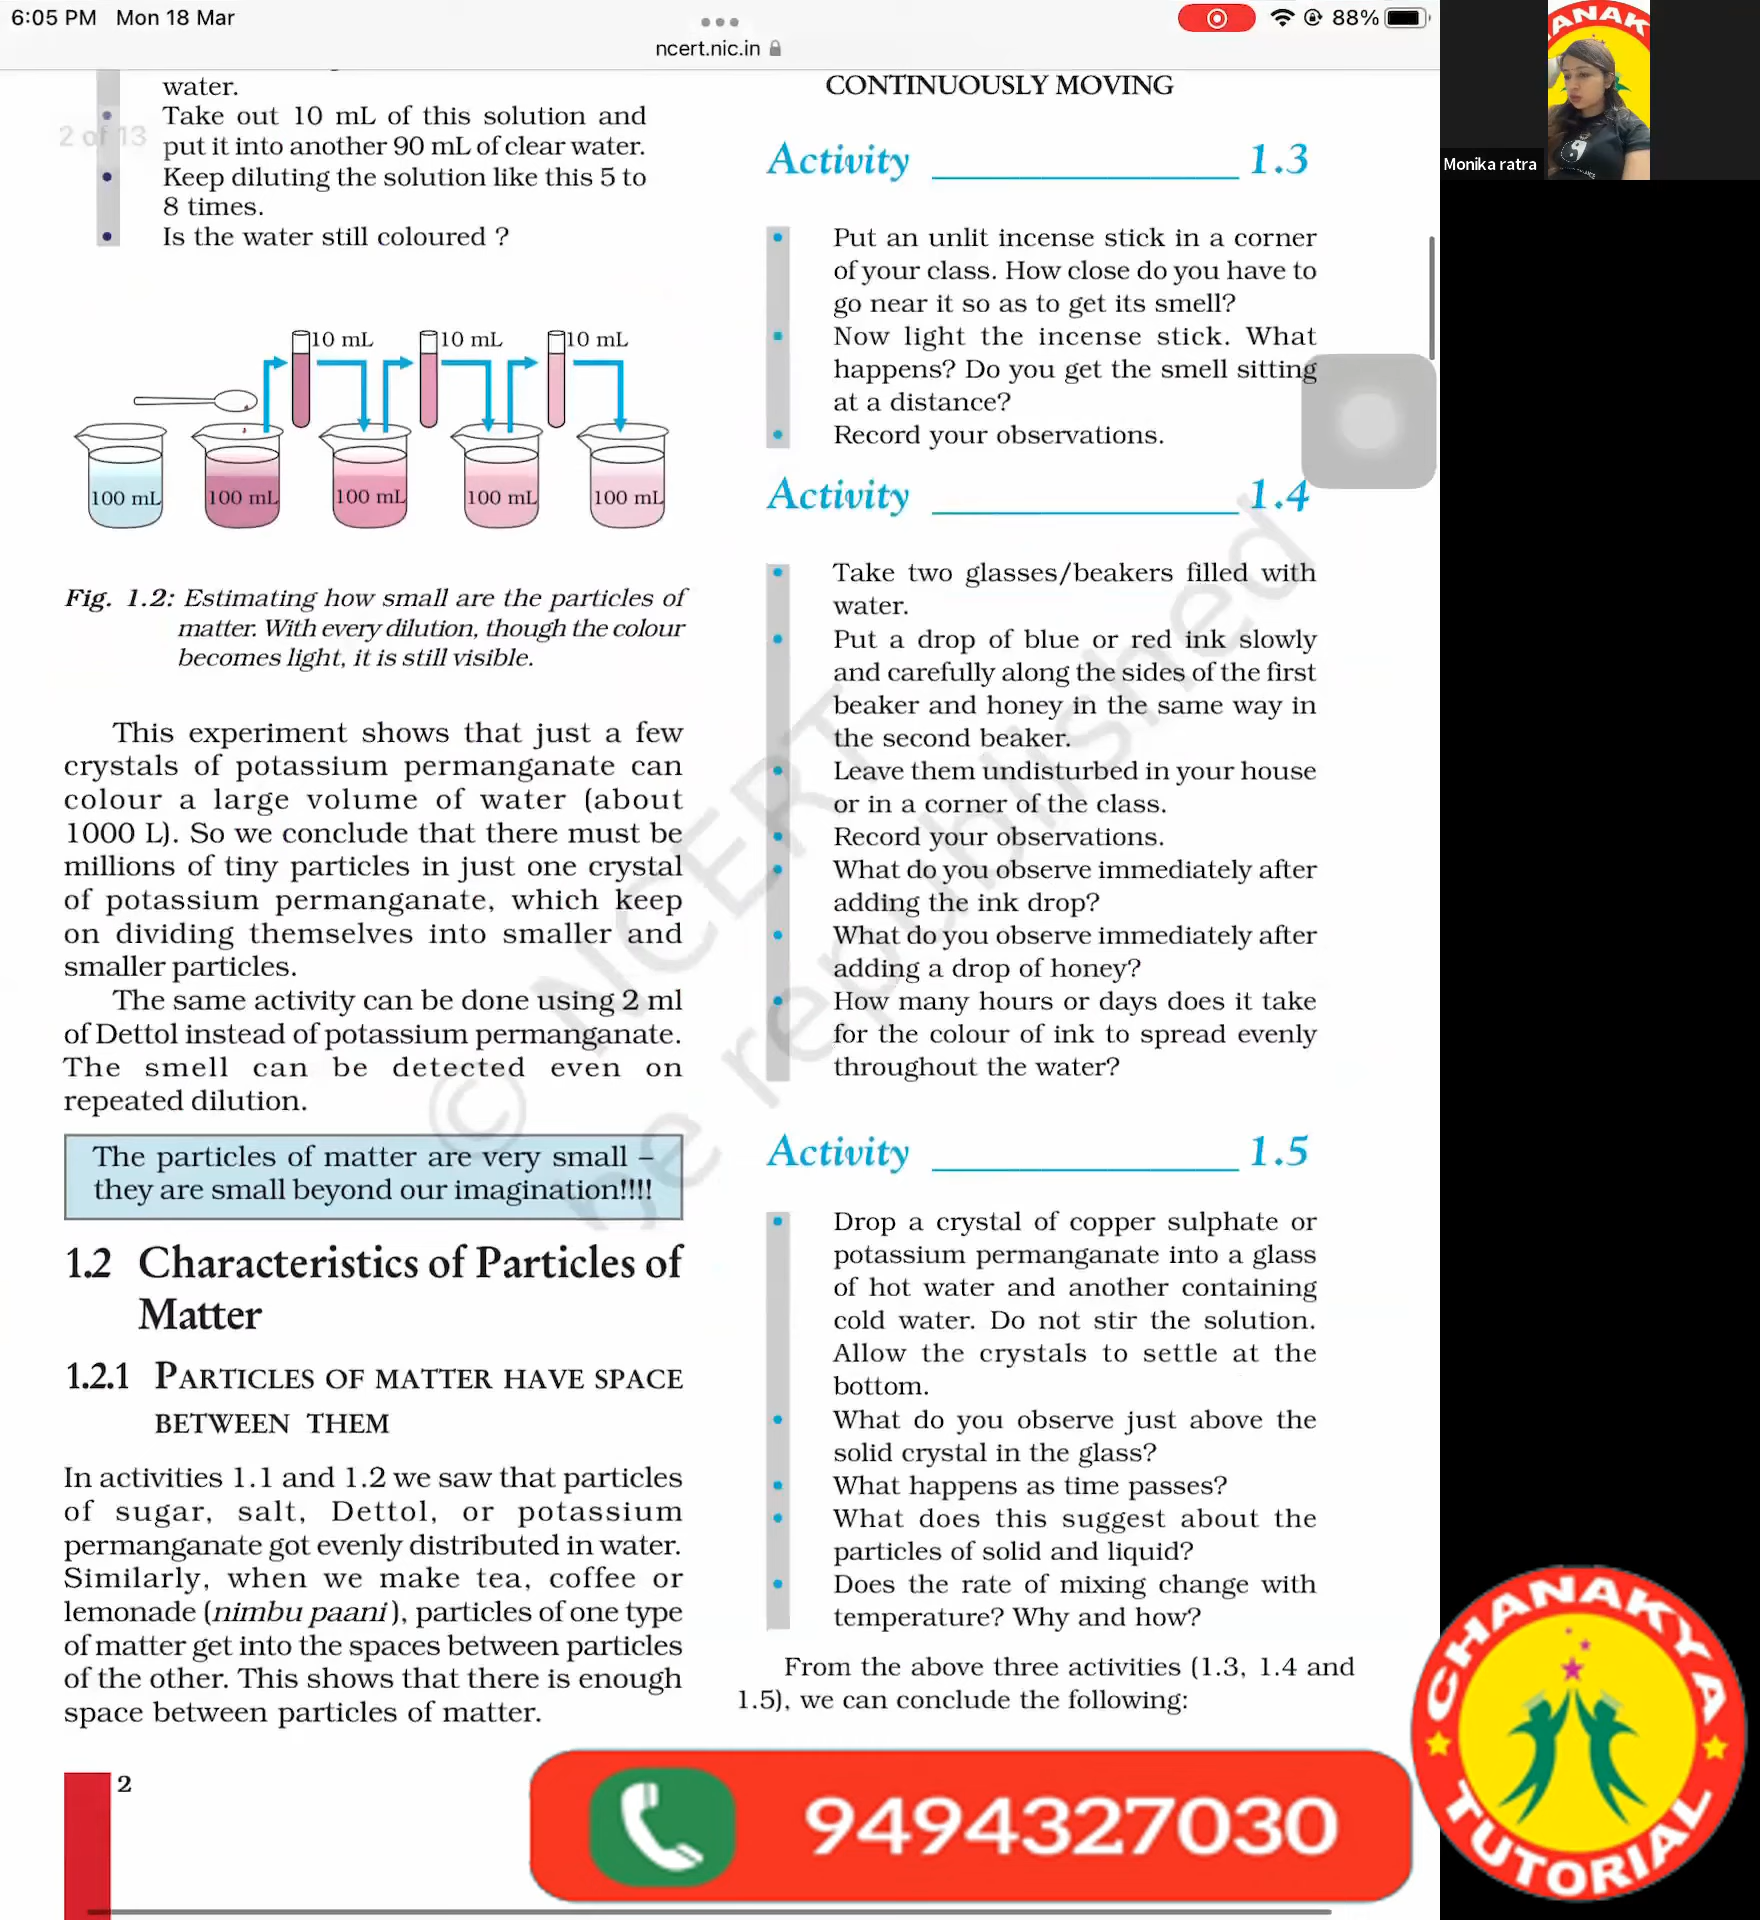 6:05 PM Mon 18 Mar
ncert.nic.in
88%
2 of 13
water.
Take out 10 mL of this solution and
put it into another 90 mL of clear water.
Keep diluting the solution like this 5 to
8 times.
Is the water still coloured ?
10 mL 10 mL 10 mL
100 mL 100 mL 100 mL 100 mL 100 mL
Fig. 1.2: Estimating how small are the particles of
matter. With every dilution, though the colour
becomes light, it is still visible.
This experiment shows that just a few
crystals of potassium permanganate can
colour a large volume of water (about
1000 L). So we conclude that there must be
millions of tiny particles in just one crystal
of potassium permanganate, which keep
on dividing themselves into smaller and
smaller particles.
The same activity can be done using 2 ml
of Dettol instead of potassium permanganate.
The smell can be detected even on
repeated dilution.
The particles of matter are very small –
they are small beyond our imagination!!!!
1.2 Characteristics of Particles of
Matter
1.2.1 PARTICLES OF MATTER HAVE SPACE
BETWEEN THEM
In activities 1.1 and 1.2 we saw that particles
of sugar, salt, Dettol, or potassium
permanganate got evenly distributed in water.
Similarly, when we make tea, coffee or
lemonade (nimbu paani), particles of one type
of matter get into the spaces between particles
of the other. This shows that there is enough
space between particles of matter.
2
CONTINUOUSLY MOVING
Activity 1.3
Put an unlit incense stick in a corner
of your class. How close do you have to
go near it so as to get its smell?
Now light the incense stick. What
happens? Do you get the smell sitting
at a distance?
Record your observations.
Activity 1.4
Take two glasses/beakers filled with
water.
Put a drop of blue or red ink slowly
and carefully along the sides of the first
beaker and honey in the same way in
the second beaker.
Leave them undisturbed in your house
or in a corner of the class.
Record your observations.
What do you observe immediately after
adding the ink drop?
What do you observe immediately after
adding a drop of honey?
How many hours or days does it take
for the colour of ink to spread evenly
throughout the water?
Activity 1.5
Drop a crystal of copper sulphate or
potassium permanganate into a glass
of hot water and another containing
cold water. Do not stir the solution.
Allow the crystals to settle at the
bottom.
What do you observe just above the
solid crystal in the glass?
What happens as time passes?
What does this suggest about the
particles of solid and liquid?
Does the rate of mixing change with
temperature? Why and how?
From the above three activities (1.3, 1.4 and
1.5), we can conclude the following:
© NCERT
be republished
9494327030
ANAK
Monika ratra
CHANAKYA
TUTORIAL